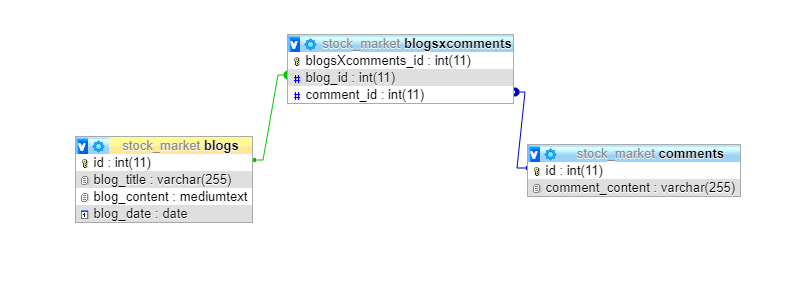 stock_market blogsxcomments
blogsXcomments_id : int(11)
blog_id : int(11)
comment_id : int(11)
stock_market blogs
id : int(11)
blog_title : varchar(255)
blog_content : mediumtext
blog_date : date
stock_market comments
id : int(11)
comment_content : varchar(255)